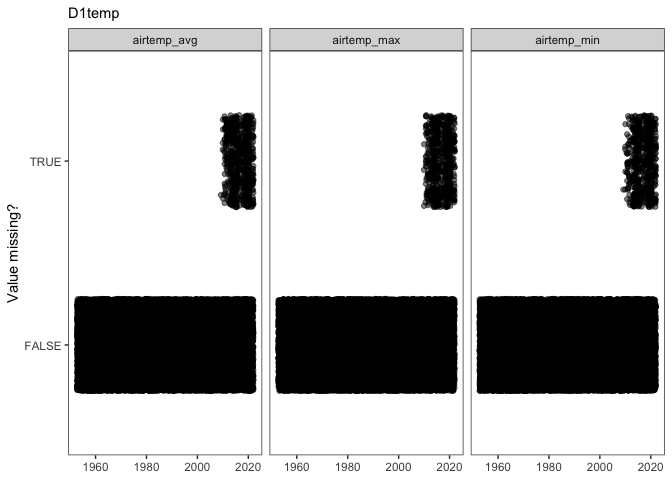 D1temp
airtemp_avg airtemp_max airtemp_min
Value missing?
TRUE
FALSE
1960 1980 2000 2020 1960 1980 2000 2020 1960 1980 2000 2020